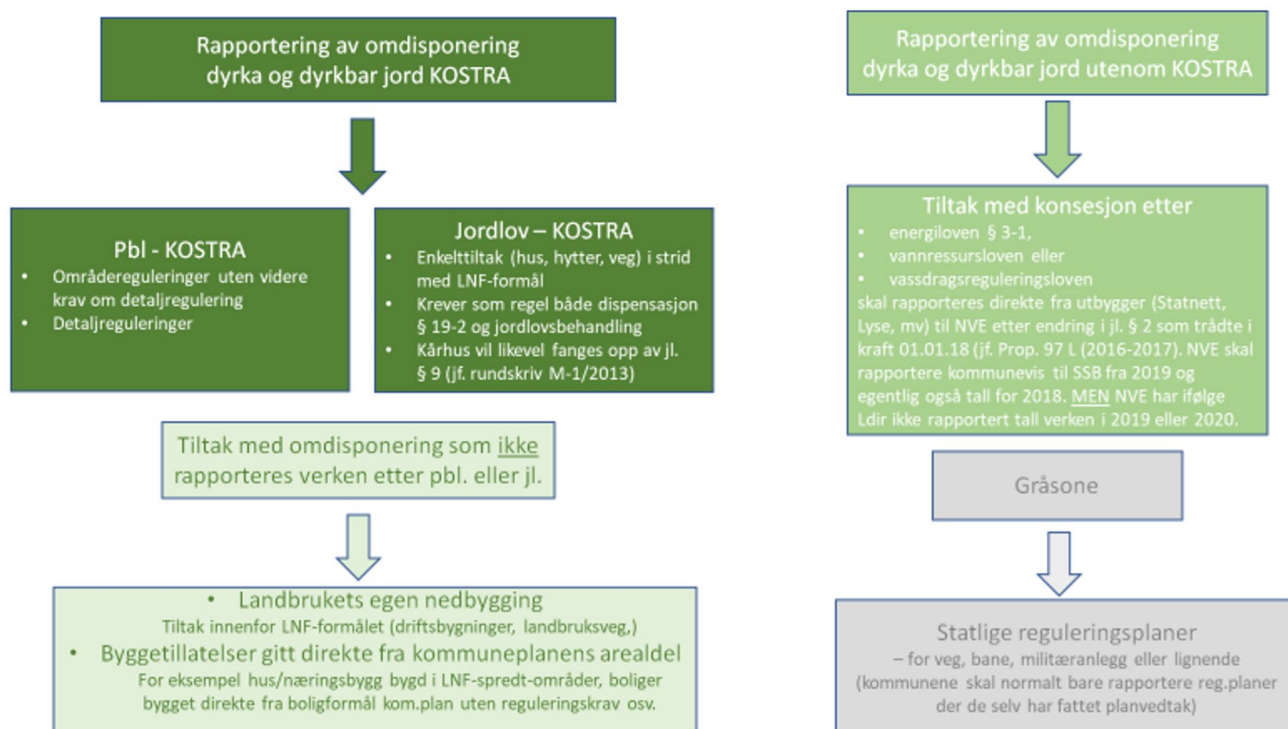 Rapportering av omdisponering
dyrka og dyrkbar jord KOSTRA
Pbl - KOSTRA
• Områdereguleringer uten videre
krav om detaljregulering
• Detaljreguleringer
Jordlov – KOSTRA
• Enkelttiltak (hus, hytter, veg) i strid
med LNF-formål
• Krever som regel både dispensasjon
§ 19-2 og jordlovsbehandling
• Kårhus vil likevel fanges opp av jl.
§ 9 (jf. rundskriv M-1/2013)
Tiltak med omdisponering som ikke
rapporteres verken etter pbl. eller jl.
• Landbrukets egen nedbygging
Tiltak innenfor LNF-formålet (driftsbygninger, landbruksveg,)
• Byggetillatelser gitt direkte fra kommuneplanens arealdel
For eksempel hus/næringsbygg bygd i LNF-spredt-områder, boliger
bygget direkte fra boligformål kom.plan uten reguleringskrav osv.
Rapportering av omdisponering
dyrka og dyrkbar jord utenom KOSTRA
Tiltak med konsesjon etter
• energiloven § 3-1,
• vannressursloven eller
• vassdragsreguleringsloven
skal rapporteres direkte fra utbygger (Statnett,
Lyse, mv) til NVE etter endring i jl. § 2 som trådte i
kraft 01.01.18 (jf. Prop. 97 L (2016-2017). NVE skal
rapportere kommunevis til SSB fra 2019 og
egentlig også tall for 2018. MEN NVE har ifølge
Ldir ikke rapportert tall verken i 2019 eller 2020.
Gråsone
Statlige reguleringsplaner
– for veg, bane, militæranlegg eller lignende
(kommunene skal normalt bare rapportere reg.planer
der de selv har fattet planvedtak)